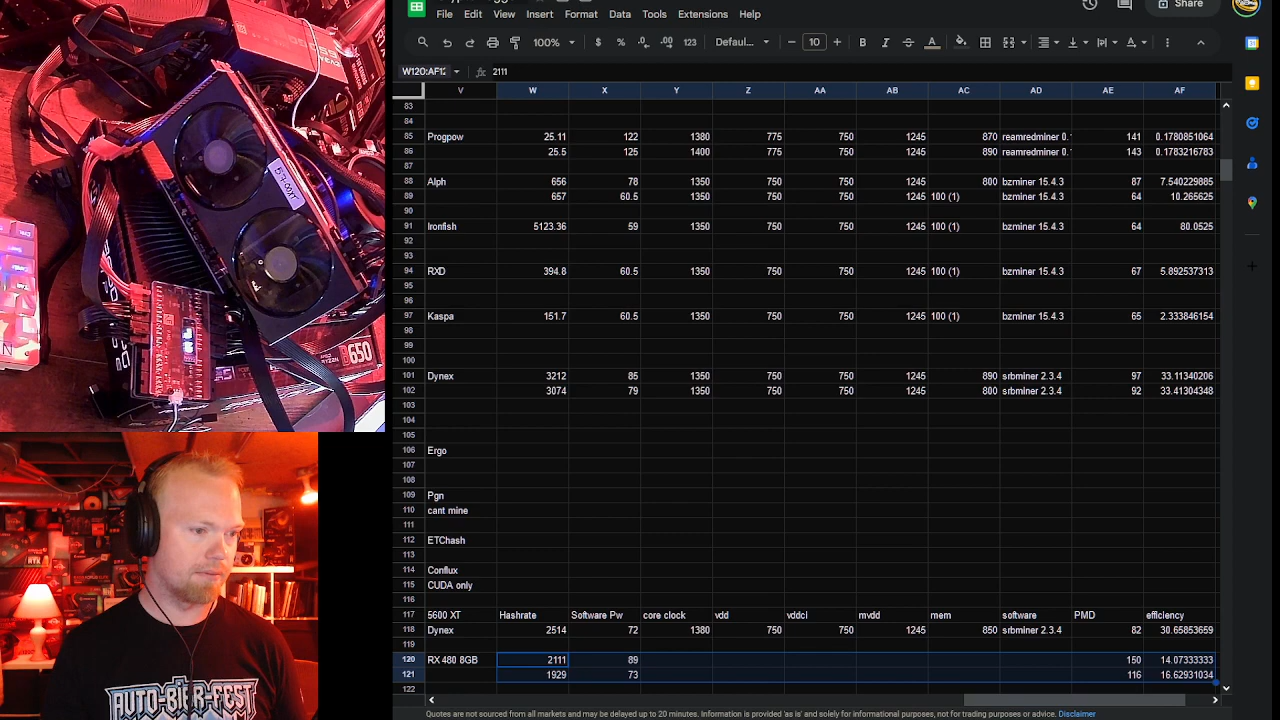 Share
File Edit View Insert Format Data Tools Extensions Help
100% $ % .0 .00 123 Defaul... 10 B I A
W120:AF12 fx 2111
V W X Y Z AA AB AC AD AE AF
83
84
85 Progpow 25.11 122 1380 775 750 1245 870 reamredminer 0.1 141 0.1780851064
86 25.5 125 1400 775 750 1245 890 reamredminer 0.1 143 0.1783216783
87
88 Alph 656 78 1350 750 750 1245 800 bzminer 15.4.3 87 7.540229885
89 657 60.5 1350 750 750 1245 100 (1) bzminer 15.4.3 64 10.265625
90
91 Ironfish 5123.36 59 1350 750 750 1245 100 (1) bzminer 15.4.3 64 80.0525
92
93
94 RXD 394.8 60.5 1350 750 750 1245 100 (1) bzminer 15.4.3 67 5.892537313
95
96
97 Kaspa 151.7 60.5 1350 750 750 1245 100 (1) bzminer 15.4.3 65 2.333846154
98
99
100
101 Dynex 3212 85 1350 750 750 1245 890 srbminer 2.3.4 97 33.11340206
102 3074 79 1350 750 750 1245 800 srbminer 2.3.4 92 33.41304348
103
104
105
106 Ergo
107
108
109 Pgn
110 cant mine
111
112 ETChash
113
114 Conflux
115 CUDA only
116
117 5600 XT Hashrate Software Pw core clock vdd vddci mvdd mem software PMD efficiency
118 Dynex 2514 72 1380 750 750 1245 850 srbminer 2.3.4 82 30.65853659
119
120 RX 480 8GB 2111 89 150 14.07333333
121 1929 73 116 16.62931034
122
Quotes are not sourced from all markets and may be delayed up to 20 minutes. Information is provided 'as is' and solely for informational purposes, not for trading purposes or advice. Disclaimer
5700XT
B650
AUTO-BIER-FEST